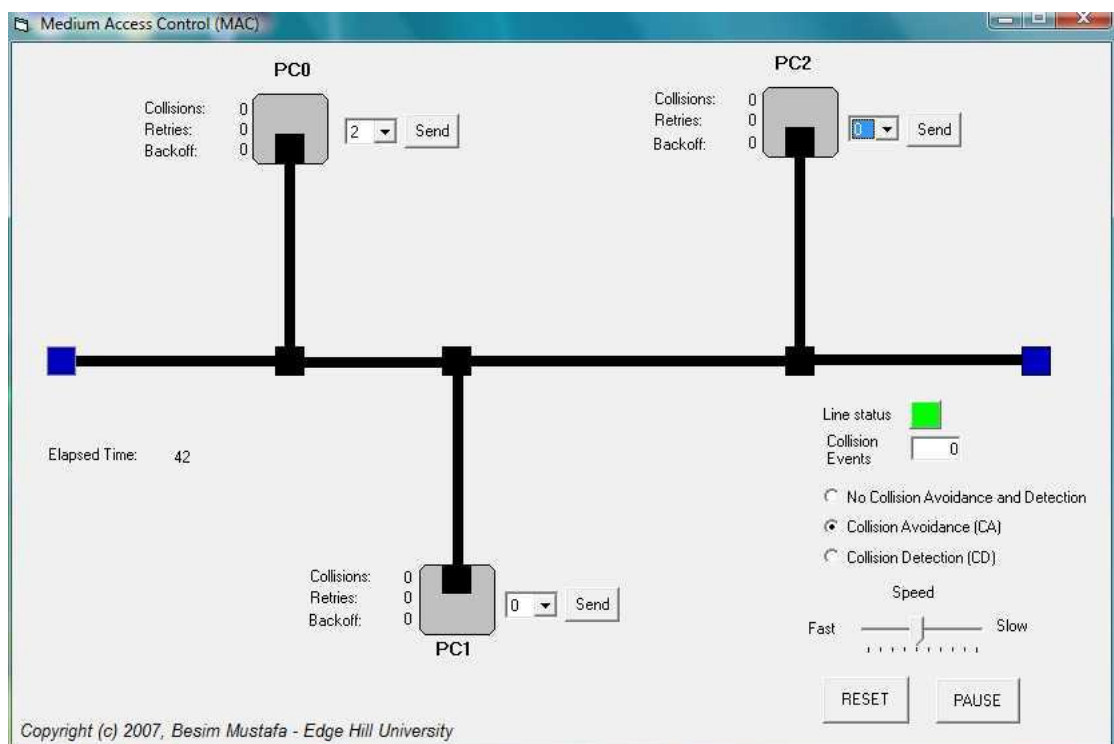 Medium Access Control (MAC)
PC0
Collisions: 0
Retries: 0
Backoff: 0
2
Send
PC2
Collisions: 0
Retries: 0
Backoff: 0
0
Send
Line status
Collision
Events
0
Elapsed Time: 42
No Collision Avoidance and Detection
Collision Avoidance (CA)
Collision Detection (CD)
Collisions: 0
Retries: 0
Backoff: 0
0
Send
PC1
Speed
Fast
Slow
RESET
PAUSE
Copyright (c) 2007, Besim Mustafa - Edge Hill University